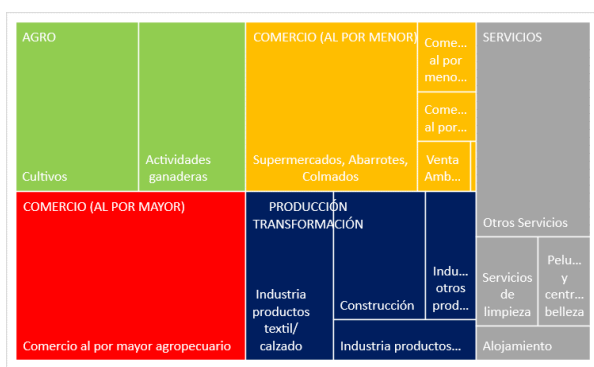 AGRO
Cultivos
Actividades
ganaderas
COMERCIO (AL POR MENOR)
Supermercados, Abarrotes,
Colmados
Come...
al por
meno...
Come...
al por...
Venta
Amb...
SERVICIOS
Otros Servicios
Servicios
de
limpieza
Pelu...
y
centr...
belleza
Alojamiento
COMERCIO (AL POR MAYOR)
Comercio al por mayor agropecuario
PRODUCCIÓN
TRANSFORMACIÓN
Industria
productos
textil/
calzado
Construcción
Indu...
otros
prod...
Industria productos...